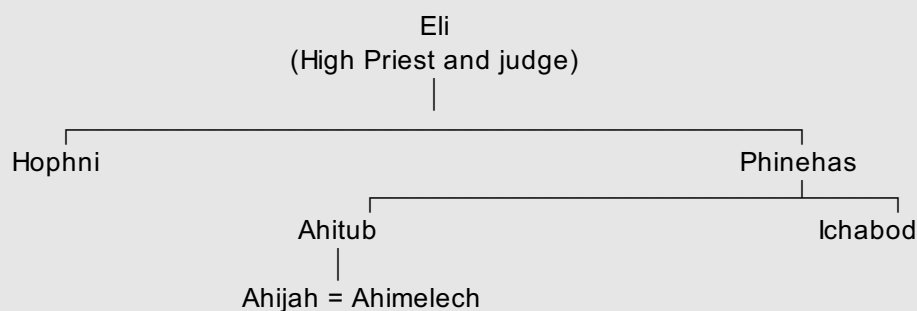 Eli
(High Priest and judge)
Hophni
Phinehas
Ahitub
Ichabod
Ahijah = Ahimelech